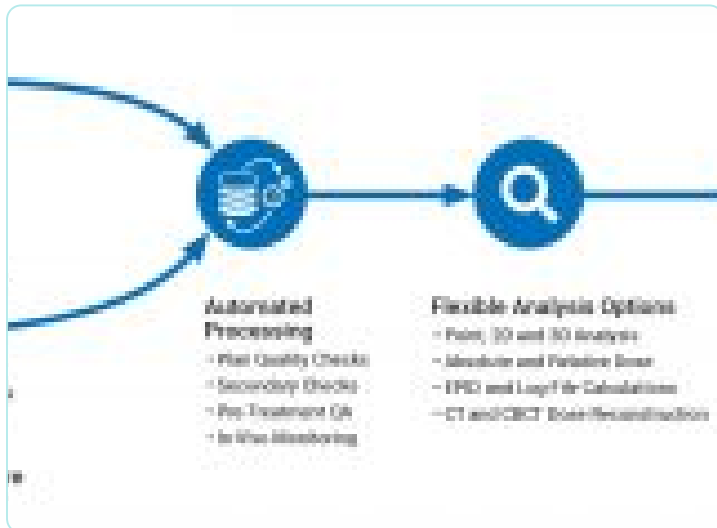 Automated
Processing
- Plan Quality Checks
- Secondary Checks
- Pre Treatment QA
- In Vivo Monitoring
Flexible Analysis Options
- Point, 2D and 3D Analysis
- Absolute and Relative Dose
- EPID and Log File Calculations
- CT and CBCT Dose Reconstruction